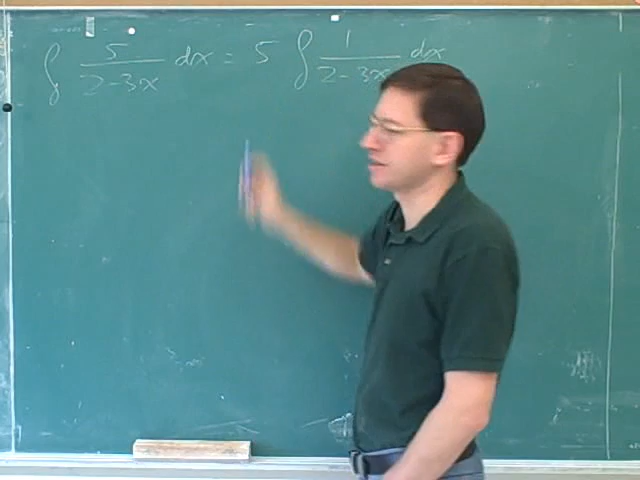 ∫ 5/(2-3x) dx = 5 ∫ 1/(2-3x) dx